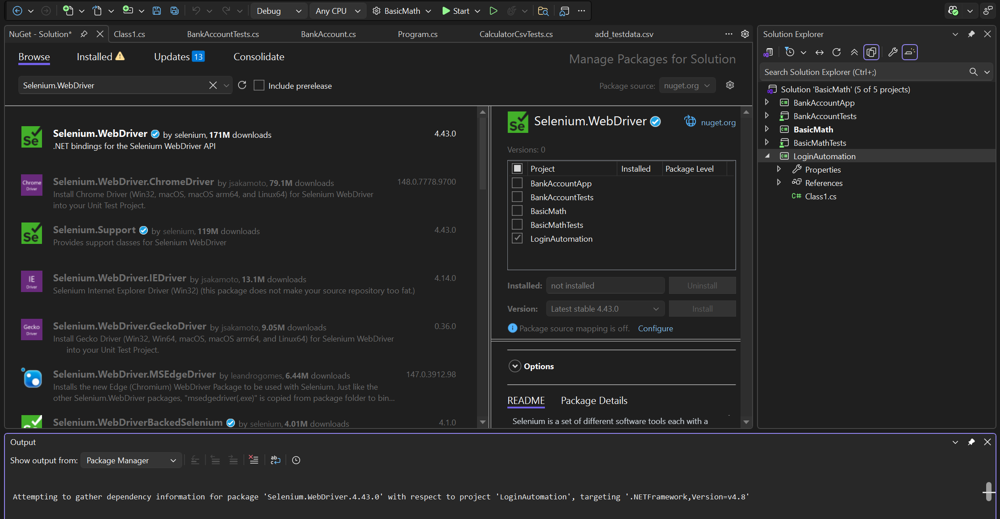 Debug
Any CPU
BasicMath
Start
NuGet - Solution*
Class1.cs
BankAccountTests.cs
BankAccount.cs
Program.cs
CalculatorCsvTests.cs
add_testdata.csv
Browse
Installed
Updates 13
Consolidate
Manage Packages for Solution
Selenium.WebDriver
Include prerelease
Package source: nuget.org
Se
Selenium.WebDriver by selenium, 171M downloads 4.43.0
.NET bindings for the Selenium WebDriver API
Chrome
Driver
Selenium.WebDriver.ChromeDriver by jsakamoto, 79.1M downloads 148.0.7778.9700
Install Chrome Driver (Win32, macOS, macOS arm64, and Linux64) for Selenium WebDriver
into your Unit Test Project.
Se
Selenium.Support by selenium, 119M downloads 4.43.0
Provides support classes for Selenium WebDriver
IE
Driver
Selenium.WebDriver.IEDriver by jsakamoto, 13.1M downloads 4.14.0
Selenium Internet Explorer Driver (Win32) (this package does not make your source repository too fat.)
Gecko
Driver
Selenium.WebDriver.GeckoDriver by jsakamoto, 9.05M downloads 0.36.0
Install Gecko Driver (Win32, Win64, macOS, macOS arm64, and Linux64) for Selenium WebDriver
into your Unit Test Project.
Selenium.WebDriver.MSEdgeDriver by leandrogomes, 6.44M downloads 147.0.3912.98
Installs the new Edge (Chromium) WebDriver Package to be used with Selenium. Just like the
other Selenium.WebDriver packages, "msedgedriver(.exe)" is copied from package folder to bin...
Selenium.WebDriverBackedSelenium by selenium, 4.01M downloads 4.1.0
Se
Selenium.WebDriver
nuget.org
Versions: 0
Project Installed Package Level
BankAccountApp
BankAccountTests
BasicMath
BasicMathTests
LoginAutomation
Installed: not installed Uninstall
Version: Latest stable 4.43.0 Install
Package source mapping is off. Configure
Options
README Package Details
Selenium is a set of different software tools each with a
Solution Explorer
Search Solution Explorer (Ctrl+;)
Solution 'BasicMath' (5 of 5 projects)
C# BankAccountApp
BankAccountTests
C# BasicMath
BasicMathTests
C# LoginAutomation
Properties
References
C# Class1.cs
Output
Show output from: Package Manager
Attempting to gather dependency information for package 'Selenium.WebDriver.4.43.0' with respect to project 'LoginAutomation', targeting '.NETFramework,Version=v4.8'